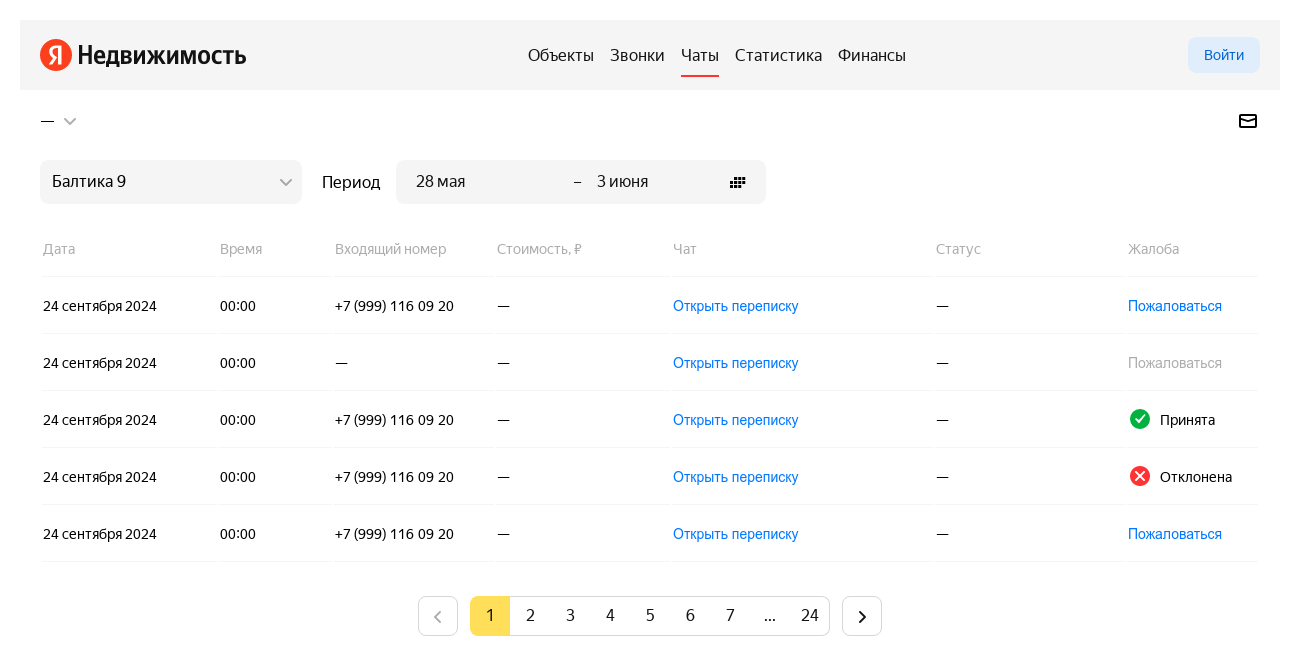 Я Недвижимость
Объекты Звонки Чаты Статистика Финансы
Войти
—
Балтика 9
Период
28 мая – 3 июня
Дата Время Входящий номер Стоимость, ₽ Чат Статус Жалоба
24 сентября 2024 00:00 +7 (999) 116 09 20 — Открыть переписку — Пожаловаться
24 сентября 2024 00:00 — — Открыть переписку — Пожаловаться
24 сентября 2024 00:00 +7 (999) 116 09 20 — Открыть переписку — Принята
24 сентября 2024 00:00 +7 (999) 116 09 20 — Открыть переписку — Отклонена
24 сентября 2024 00:00 +7 (999) 116 09 20 — Открыть переписку — Пожаловаться
1 2 3 4 5 6 7 ... 24